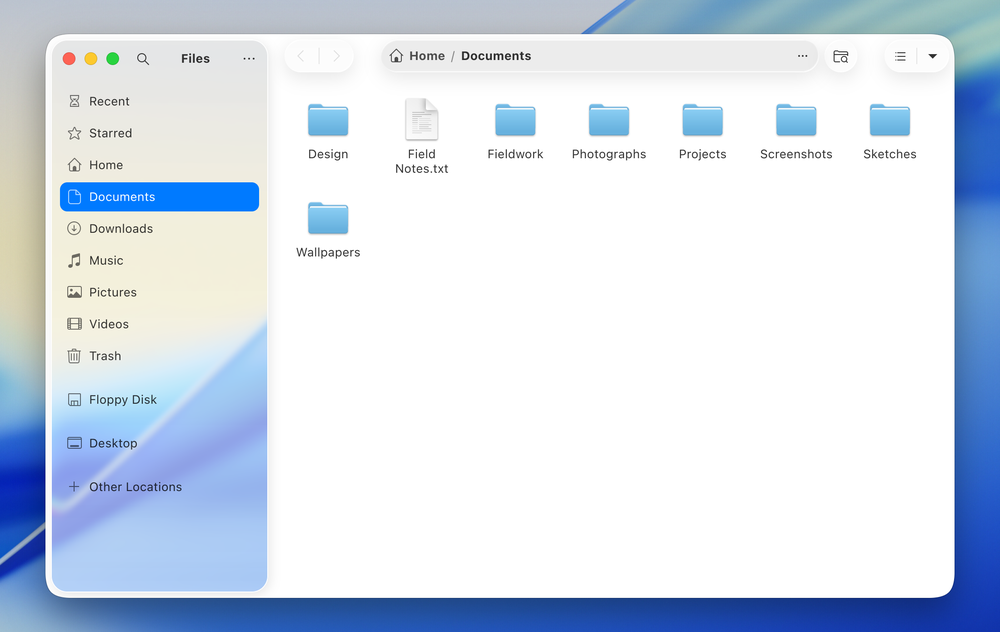 Files
Home / Documents
Recent
Starred
Home
Documents
Downloads
Music
Pictures
Videos
Trash
Floppy Disk
Desktop
Other Locations
Design
Field
Notes.txt
Fieldwork
Photographs
Projects
Screenshots
Sketches
Wallpapers